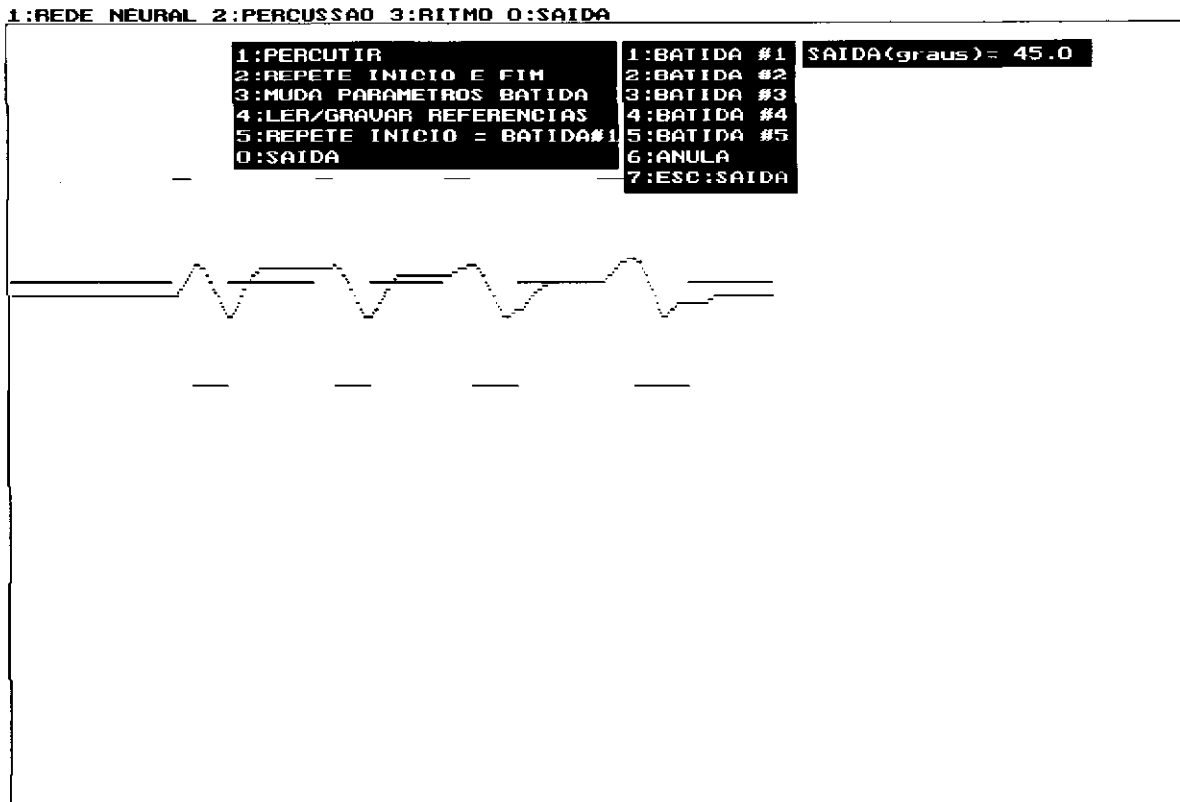 1:REDE NEURAL 2:PERCUSSAO 3:RITMO 0:SAIDA
1:PERCUTIR
2:REPETE INICIO E FIM
3:MUDA PARAMETROS BATIDA
4:LER/GRAVAR REFERENCIAS
5:REPETE INICIO = BATIDA#1
0:SAIDA
1:BATIDA #1
2:BATIDA #2
3:BATIDA #3
4:BATIDA #4
5:BATIDA #5
6:ANULA
7:ESC:SAIDA
SAIDA(graus)= 45.0